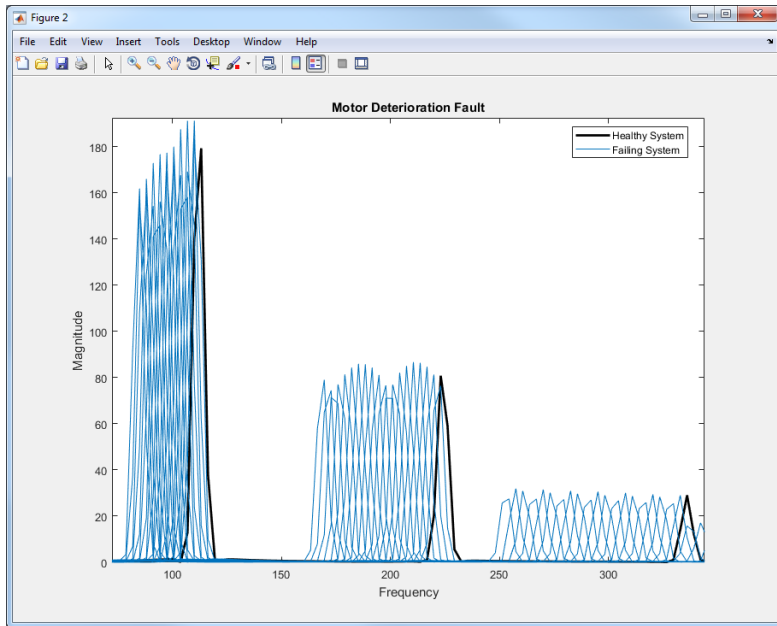 Figure 2
File Edit View Insert Tools Desktop Window Help
Motor Deterioration Fault
Healthy System
Failing System
Magnitude
180
160
140
120
100
80
60
40
20
0
100 150 200 250 300
Frequency